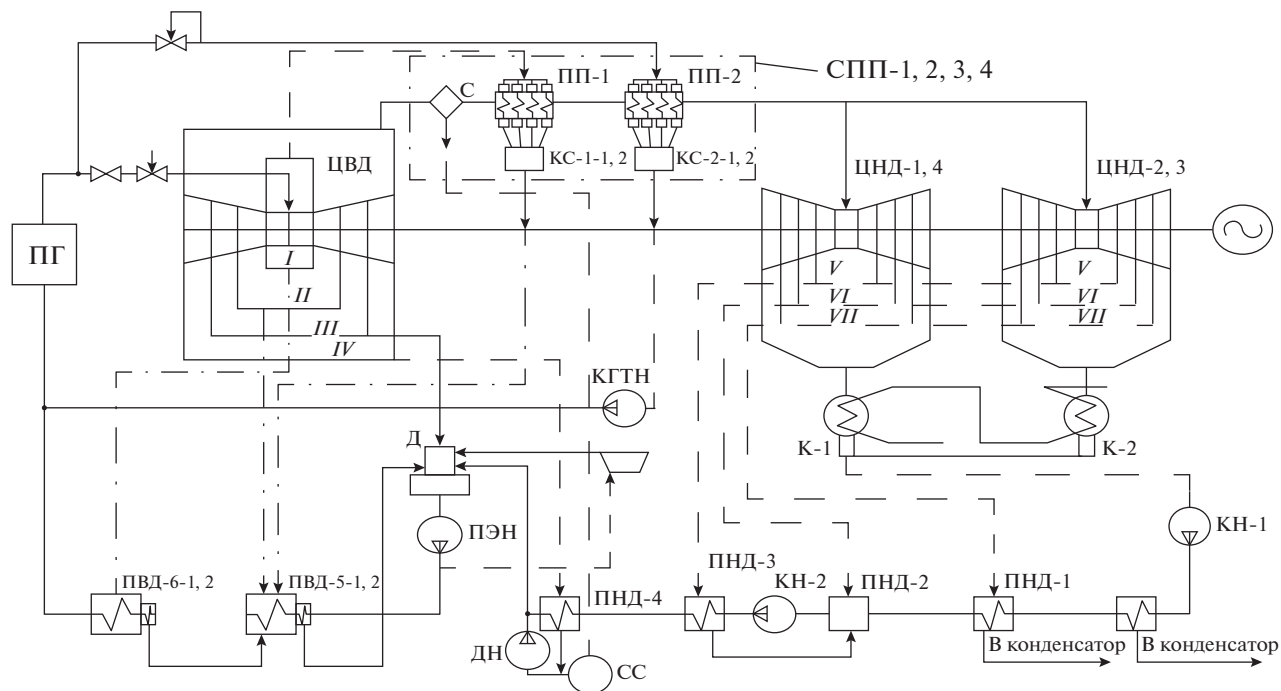 СПП-1, 2, 3, 4
ПП-1
ПП-2
С
КС-1-1, 2
КС-2-1, 2
ЦВД
ЦНД-1, 4
ЦНД-2, 3
ПГ
I
II
III
IV
V
VI
VII
V
VI
VII
КГТН
Д
К-1
К-2
ПЭН
КН-1
ПВД-6-1, 2
ПВД-5-1, 2
ПНД-4
ПНД-3
КН-2
ПНД-2
ПНД-1
ДН
СС
В конденсатор
В конденсатор